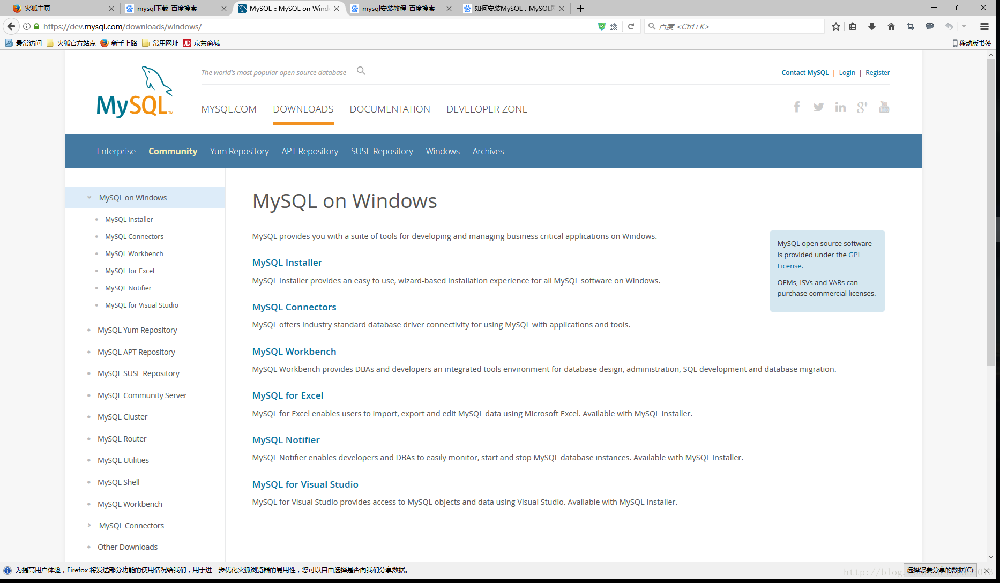 火狐主页
mysql下载_百度搜索
MySQL :: MySQL on Wind
mysql安装教程_百度搜索
如何安装MySQL，MySQL
https://dev.mysql.com/downloads/windows/
百度 <Ctrl+K>
最常访问 火狐官方站点 新手上路 常用网址 JD 京东商城
移动版书签
The world's most popular open source database
Contact MySQL | Login | Register
MySQL™
MYSQL.COM DOWNLOADS DOCUMENTATION DEVELOPER ZONE
f in g+ You Tube
Enterprise Community Yum Repository APT Repository SUSE Repository Windows Archives
MySQL on Windows
MySQL Installer
MySQL Connectors
MySQL Workbench
MySQL for Excel
MySQL Notifier
MySQL for Visual Studio
MySQL Yum Repository
MySQL APT Repository
MySQL SUSE Repository
MySQL Community Server
MySQL Cluster
MySQL Router
MySQL Utilities
MySQL Shell
MySQL Workbench
MySQL Connectors
Other Downloads
MySQL on Windows
MySQL provides you with a suite of tools for developing and managing business critical applications on Windows.
MySQL Installer
MySQL Installer provides an easy to use, wizard-based installation experience for all MySQL software on Windows.
MySQL Connectors
MySQL offers industry standard database driver connectivity for using MySQL with applications and tools.
MySQL Workbench
MySQL Workbench provides DBAs and developers an integrated tools environment for database design, administration, SQL development and database migration.
MySQL for Excel
MySQL for Excel enables users to import, export and edit MySQL data using Microsoft Excel. Available with MySQL Installer.
MySQL Notifier
MySQL Notifier enables developers and DBAs to easily monitor, start and stop MySQL database instances. Available with MySQL Installer.
MySQL for Visual Studio
MySQL for Visual Studio provides access to MySQL objects and data using Visual Studio. Available with MySQL Installer.
MySQL open source software
is provided under the GPL
License.
OEMs, ISVs and VARs can
purchase commercial licenses.
为提高用户体验，Firefox 将发送部分功能的使用情况给我们，用于进一步优化火狐浏览器的易用性，您可以自由选择是否向我们分享数据。
选择您要分享的数据(C)
http://blog